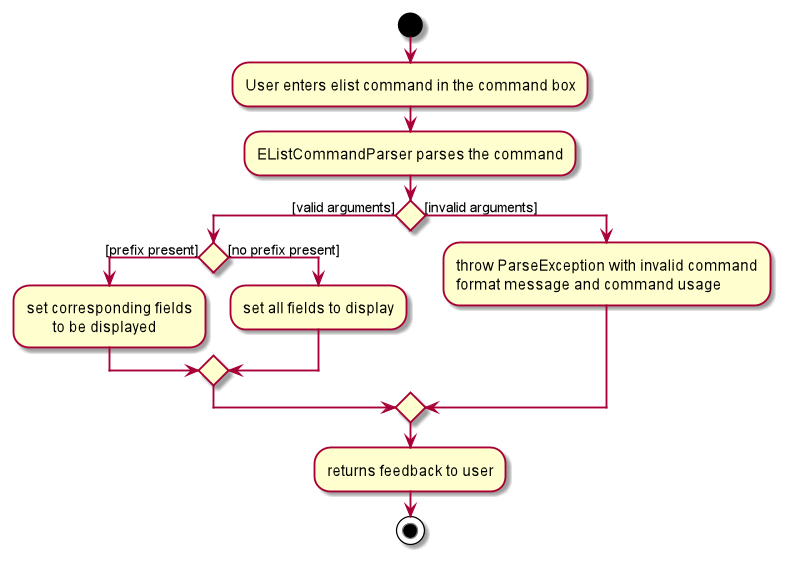 User enters elist command in the command box
EListCommandParser parses the command
[valid arguments]
[invalid arguments]
[prefix present]
[no prefix present]
set corresponding fields
to be displayed
set all fields to display
throw ParseException with invalid command
format message and command usage
returns feedback to user